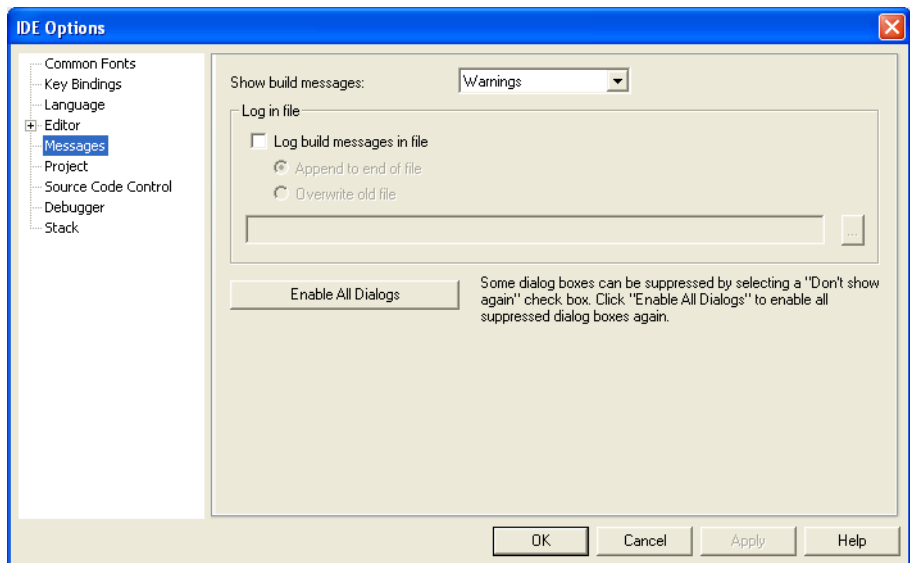 IDE Options
Common Fonts
Key Bindings
Language
Editor
Messages
Project
Source Code Control
Debugger
Stack
Show build messages:
Warnings
Log in file
Log build messages in file
Append to end of file
Overwrite old file
...
Enable All Dialogs
Some dialog boxes can be suppressed by selecting a "Don't show
again" check box. Click "Enable All Dialogs" to enable all
suppressed dialog boxes again.
OK
Cancel
Apply
Help